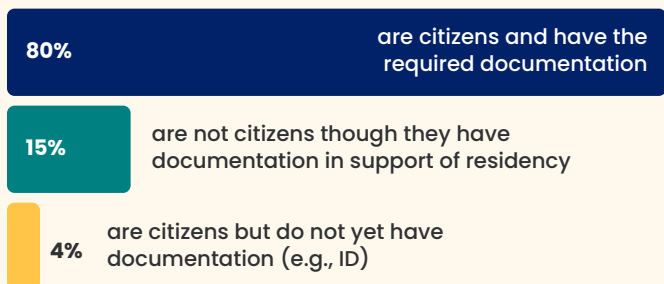 80%
are citizens and have the
required documentation
15%
are not citizens though they have
documentation in support of residency
4%
are citizens but do not yet have
documentation (e.g., ID)